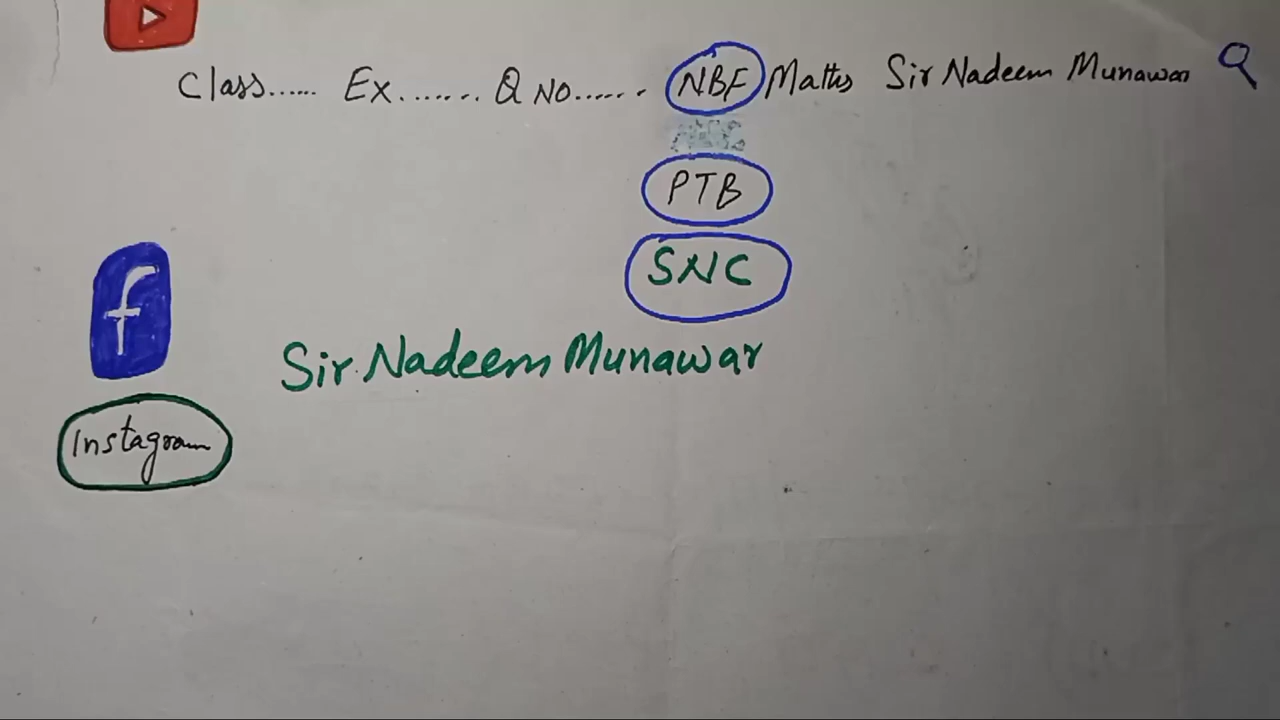 Class...... Ex....... Q No...... NBF Maths Sir Nadeem Munawar
PTB
SNC
f
Sir Nadeem Munawar
Instagram